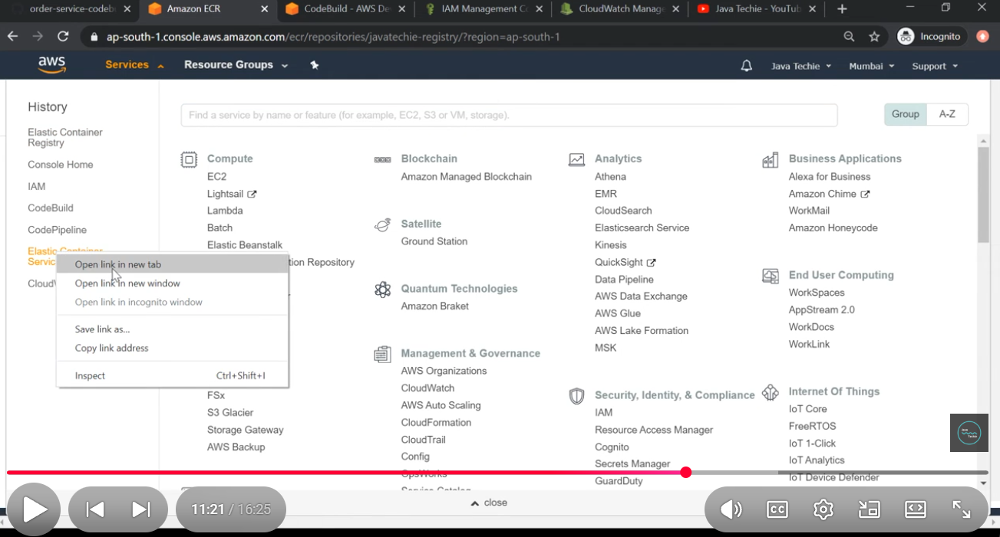 order-service-codeb
Amazon ECR
CodeBuild - AWS De
IAM Management Co
CloudWatch Manage
Java Techie - YouTub
ap-south-1.console.aws.amazon.com/ecr/repositories/javatechie-registry/?region=ap-south-1
Incognito
aws
Services
Resource Groups
Java Techie
Mumbai
Support
History
Elastic Container
Registry
Console Home
IAM
CodeBuild
CodePipeline
Elastic Container
Servic
CloudW
Open link in new tab
Open link in new window
Open link in incognito window
Save link as...
Copy link address
Inspect Ctrl+Shift+I
Find a service by name or feature (for example, EC2, S3 or VM, storage).
Group
A-Z
Compute
EC2
Lightsail
Lambda
Batch
Elastic Beanstalk
tion Repository
FSx
S3 Glacier
Storage Gateway
AWS Backup
Blockchain
Amazon Managed Blockchain
Satellite
Ground Station
Quantum Technologies
Amazon Braket
Management & Governance
AWS Organizations
CloudWatch
AWS Auto Scaling
CloudFormation
CloudTrail
Config
OpsWorks
Service Catalog
Analytics
Athena
EMR
CloudSearch
Elasticsearch Service
Kinesis
QuickSight
Data Pipeline
AWS Data Exchange
AWS Glue
AWS Lake Formation
MSK
Security, Identity, & Compliance
IAM
Resource Access Manager
Cognito
Secrets Manager
GuardDuty
Business Applications
Alexa for Business
Amazon Chime
WorkMail
Amazon Honeycode
End User Computing
WorkSpaces
AppStream 2.0
WorkDocs
WorkLink
Internet Of Things
IoT Core
FreeRTOS
IoT 1-Click
IoT Analytics
IoT Device Defender
Java
Techie
close
11:21 / 16:25
CC